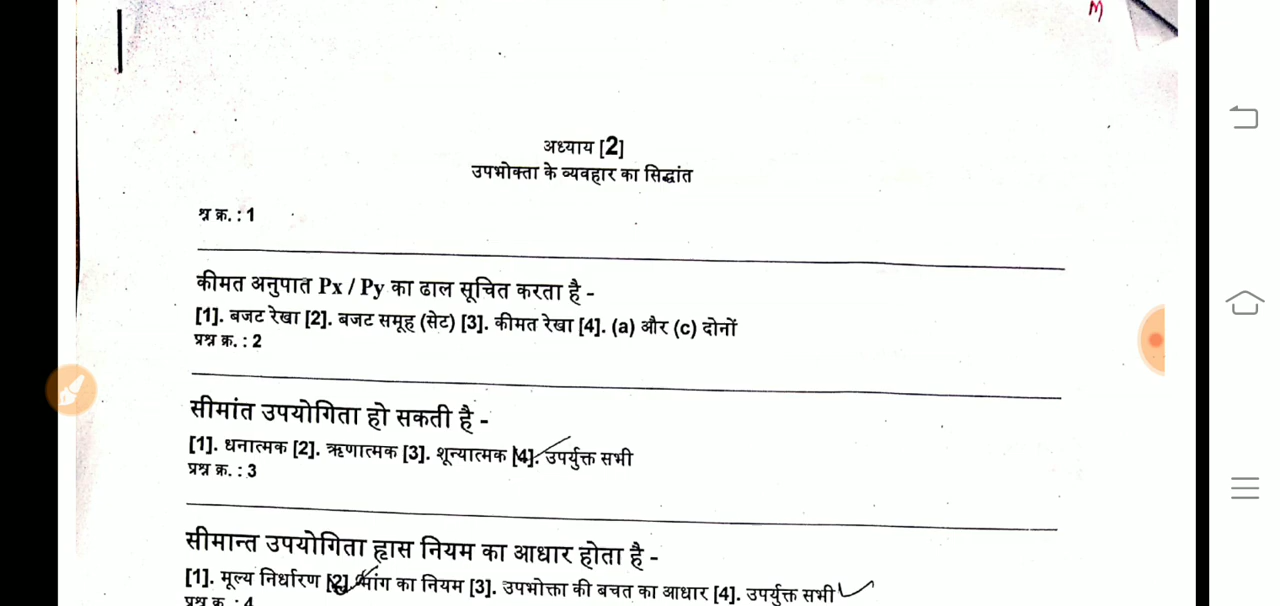 M
अध्याय [2]
उपभोक्ता के व्यवहार का सिद्धांत
श्न क्र. : 1
कीमत अनुपात Px / Py का ढाल सूचित करता है -
[1]. बजट रेखा [2]. बजट समूह (सेट) [3]. कीमत रेखा [4]. (a) और (c) दोनों
प्रश्न क्र. : 2
सीमांत उपयोगिता हो सकती है -
[1]. धनात्मक [2]. ऋणात्मक [3]. शून्यात्मक [4]. उपर्युक्त सभी
प्रश्न क्र. : 3
सीमान्त उपयोगिता ह्रास नियम का आधार होता है -
[1]. मूल्य निर्धारण [2]. मांग का नियम [3]. उपभोक्ता की बचत का आधार [4]. उपर्युक्त सभी
प्रश्न क्र. : 4